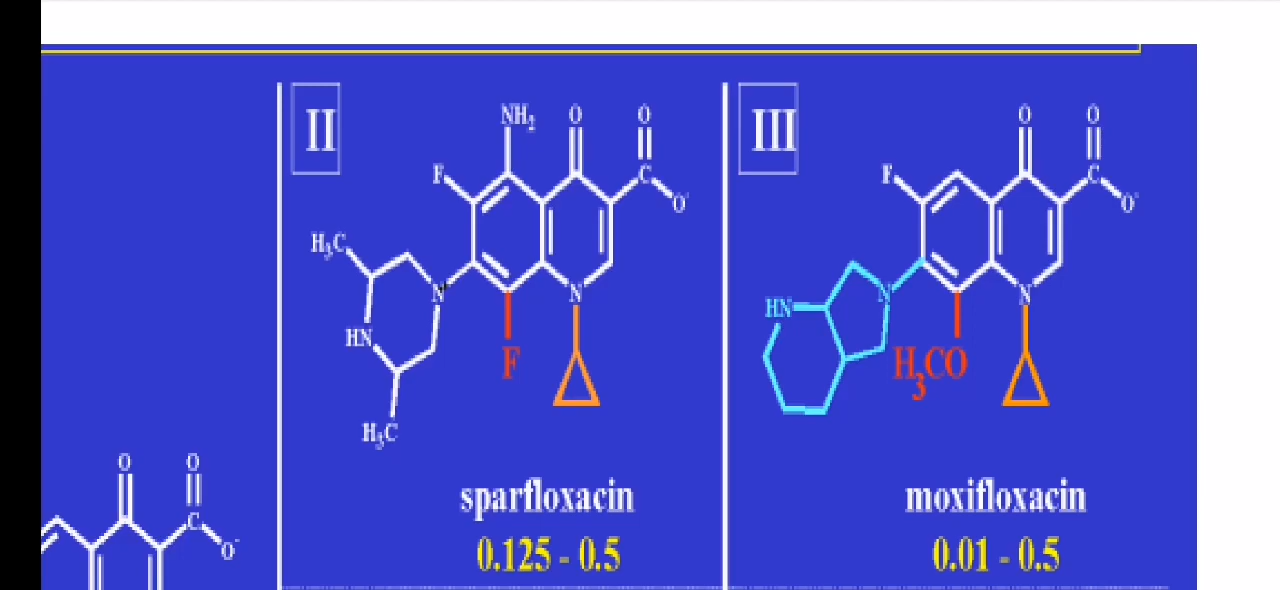 II
NH₂
O
O
F
C
O⁻
H₃C
N
N
HN
F
H₃C
sparfloxacin
0.125 - 0.5
III
O
O
F
C
O⁻
N
N
HN
H₃CO
moxifloxacin
0.01 - 0.5
O
O
C
O⁻